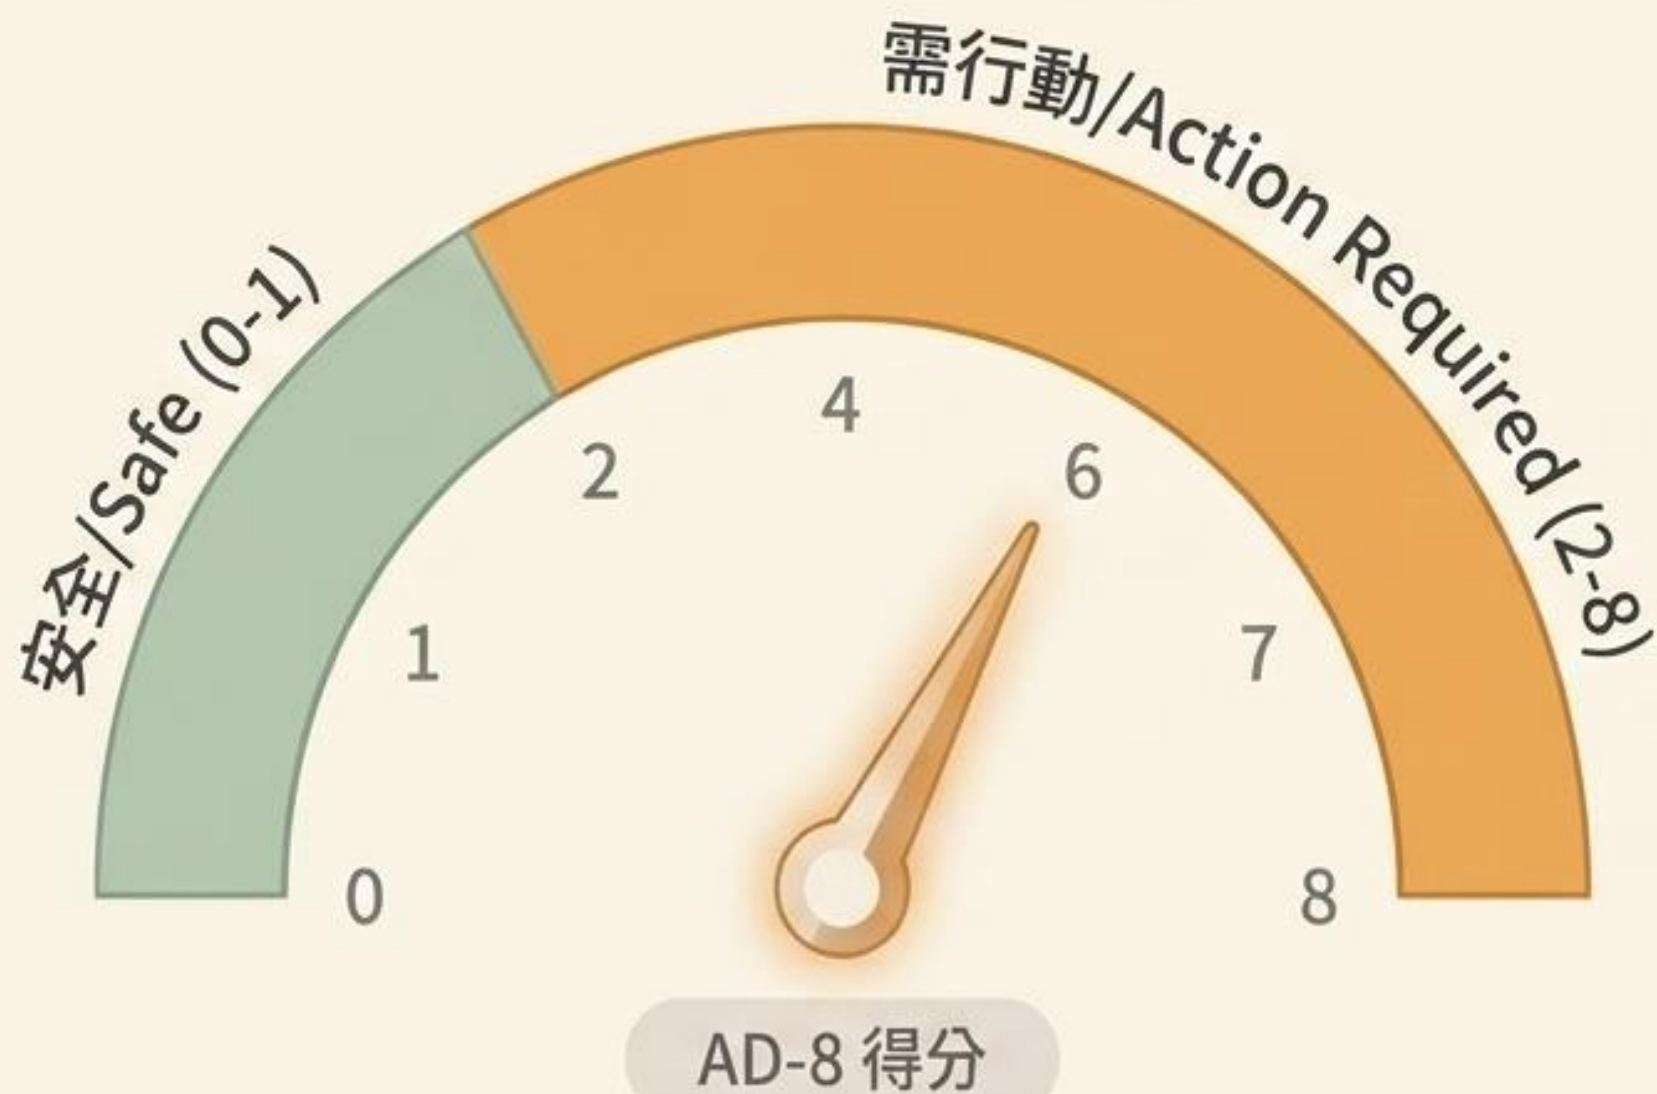 安全/Safe (0-1)
需行動/Action Required (2-8)
0
1
2
4
6
7
8
AD-8 得分